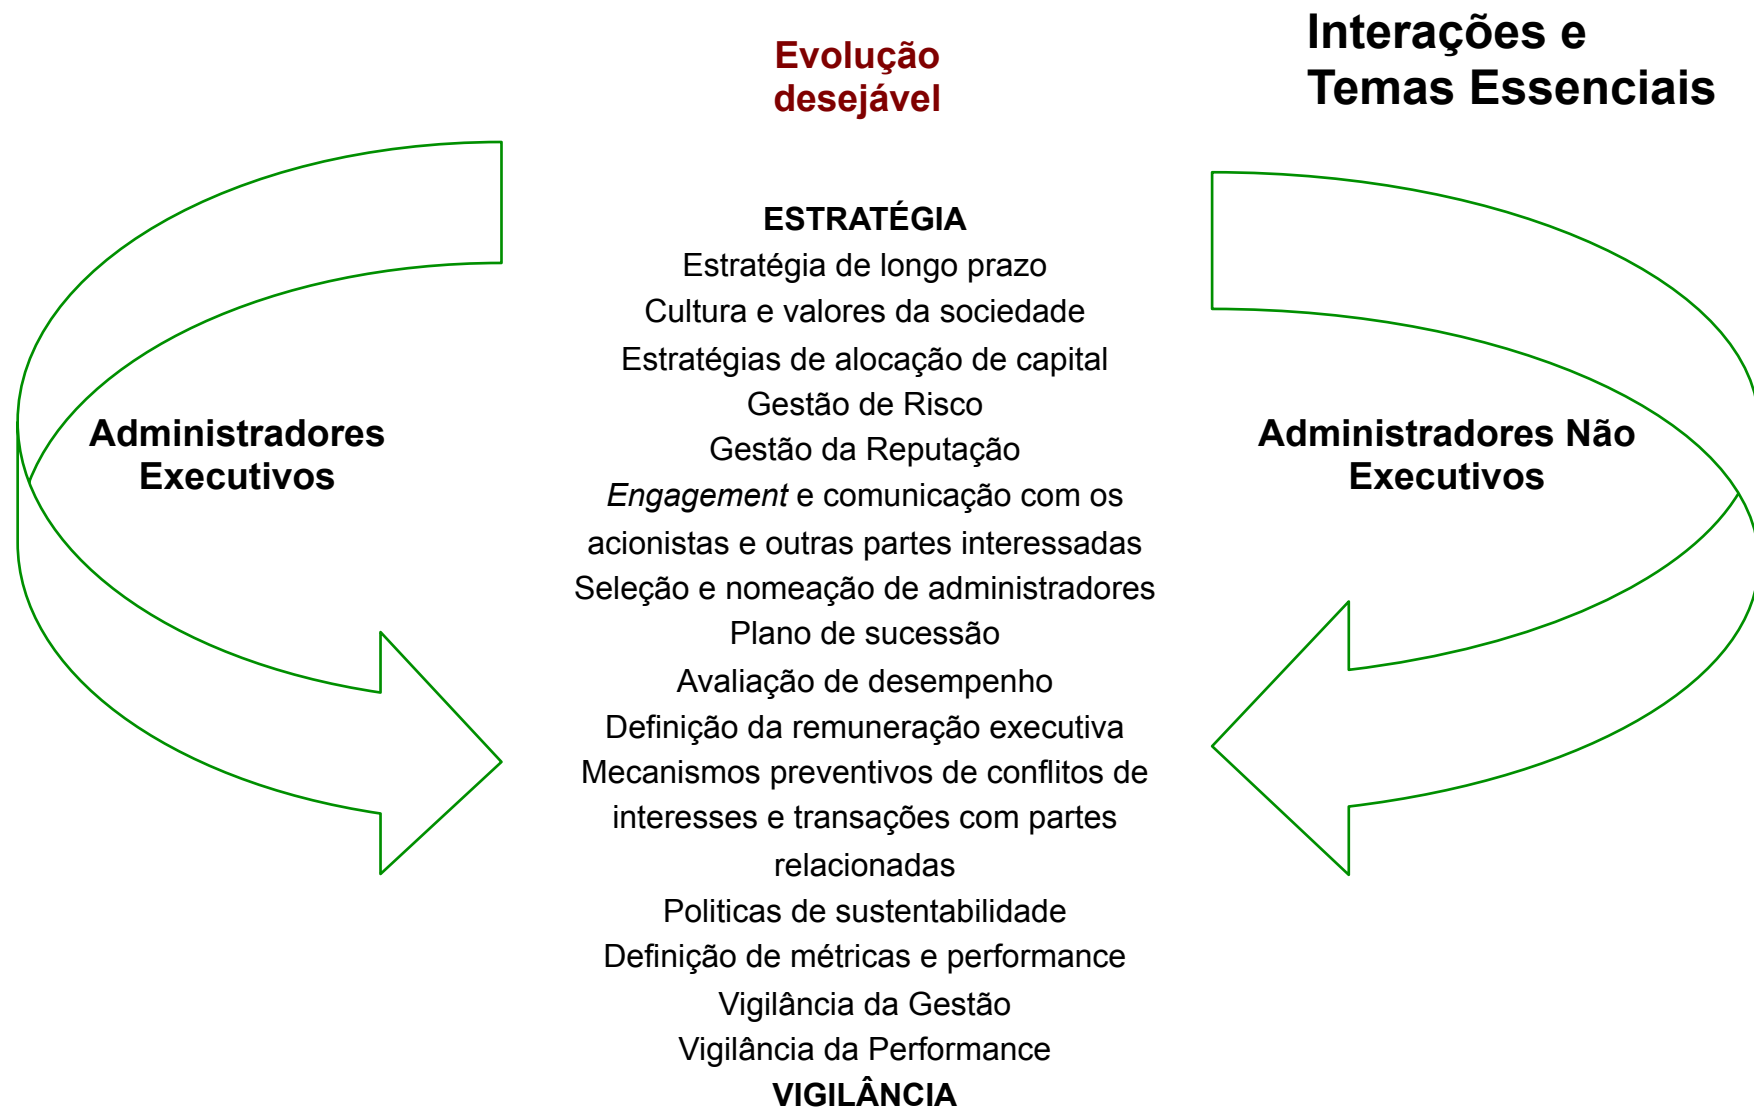 Interações e
Temas Essenciais
Evolução
desejável
ESTRATÉGIA
Estratégia de longo prazo
Cultura e valores da sociedade
Estratégias de alocação de capital
Gestão de Risco
Gestão da Reputação
Engagement e comunicação com os
acionistas e outras partes interessadas
Seleção e nomeação de administradores
Plano de sucessão
Avaliação de desempenho
Definição da remuneração executiva
Mecanismos preventivos de conflitos de
interesses e transações com partes
relacionadas
Politicas de sustentabilidade
Definição de métricas e performance
Vigilância da Gestão
Vigilância da Performance
VIGILÂNCIA
Administradores
Executivos
Administradores Não
Executivos